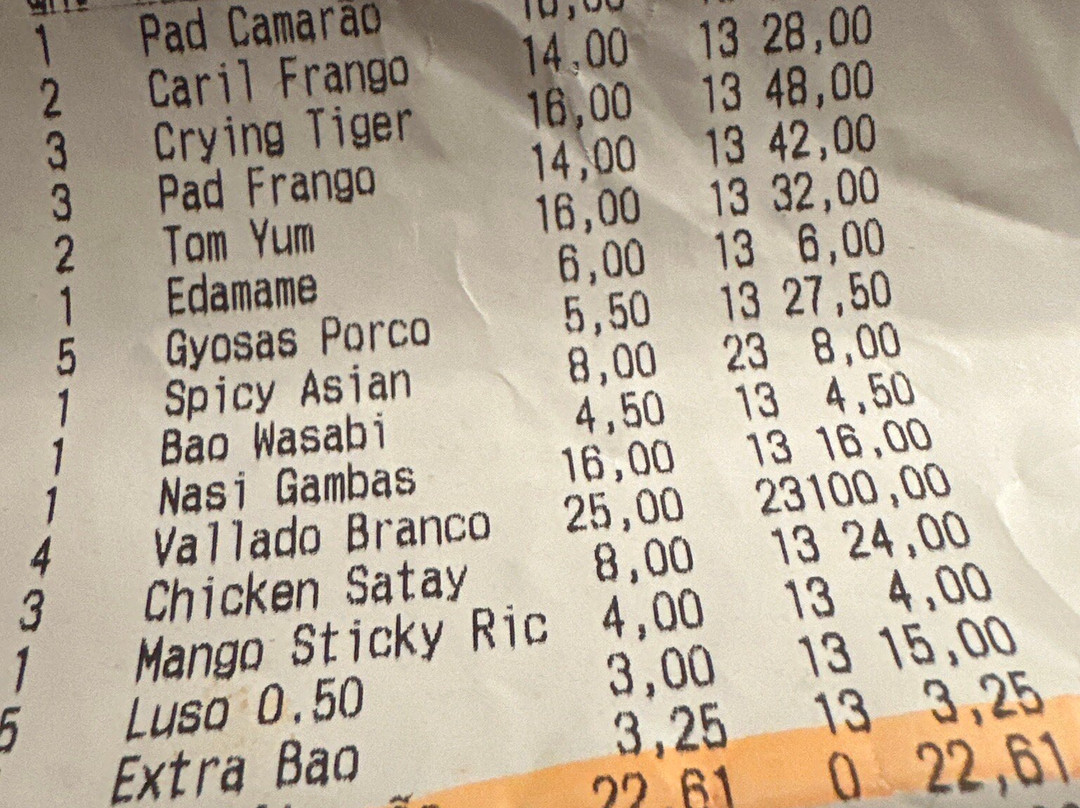 1 Pad Camarão
2 Caril Frango 14,00 13 28,00
3 Crying Tiger 16,00 13 48,00
3 Pad Frango 14,00 13 42,00
2 Tom Yum 16,00 13 32,00
1 Edamame 6,00 13 6,00
5 Gyosas Porco 5,50 13 27,50
1 Spicy Asian 8,00 23 8,00
1 Bao Wasabi 4,50 13 4,50
1 Nasi Gambas 16,00 13 16,00
4 Vallado Branco 25,00 23100,00
3 Chicken Satay 8,00 13 24,00
1 Mango Sticky Ric 4,00 13 4,00
5 Luso 0.50 3,00 13 15,00
Extra Bao 3,25 13 3,25
22,61 0 22,61